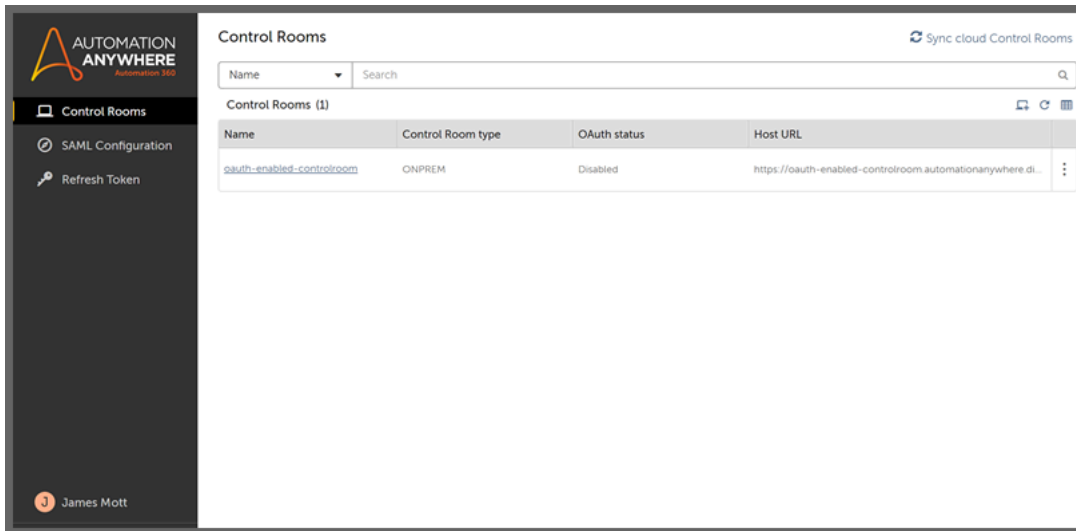 AUTOMATION
ANYWHERE
Automation 360
Control Rooms
SAML Configuration
Refresh Token
J James Mott
Control Rooms
Sync cloud Control Rooms
Name Search
Control Rooms (1)
Name Control Room type OAuth status Host URL
oauth-enabled-controlroom ONPREM Disabled https://oauth-enabled-controlroom.automationanywhere.di...